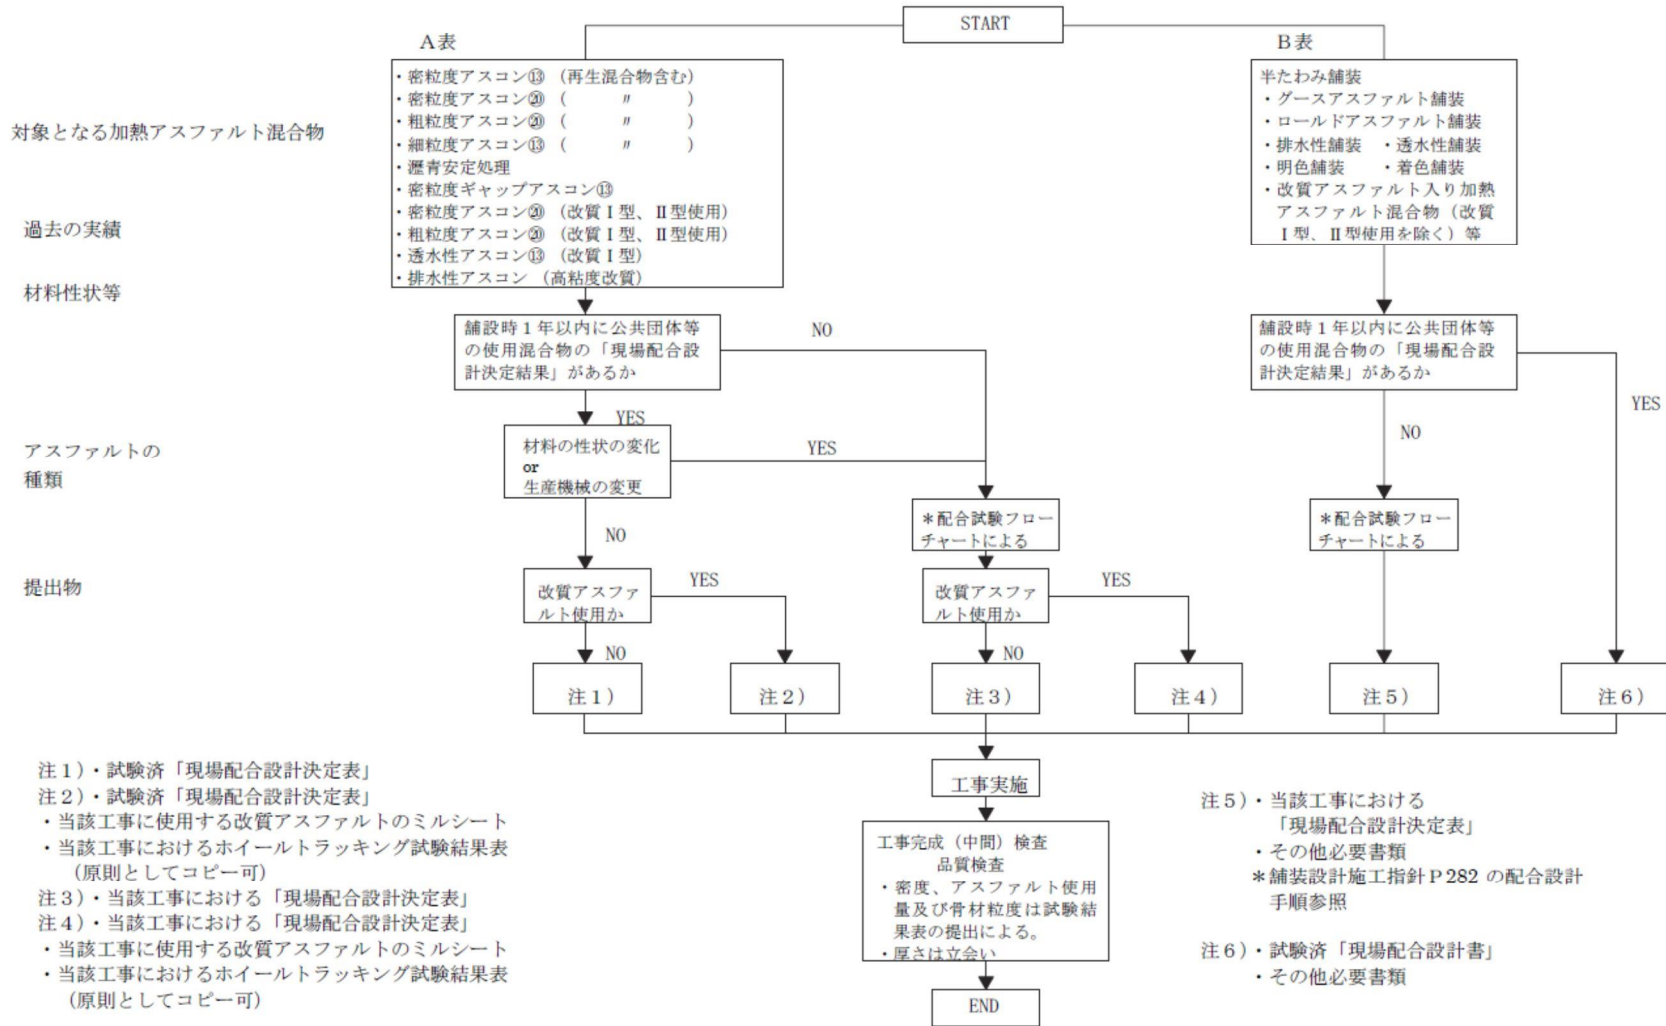 START
A表
・密粒度アスコン⑬ (再生混合物含む)
・密粒度アスコン⑳ ( 〃 )
・粗粒度アスコン⑳ ( 〃 )
・細粒度アスコン⑬ ( 〃 )
・瀝青安定処理
・密粒度ギャップアスコン⑬
・密粒度アスコン⑳ (改質Ⅰ型、Ⅱ型使用)
・粗粒度アスコン⑳ (改質Ⅰ型、Ⅱ型使用)
・透水性アスコン⑬ (改質Ⅰ型)
・排水性アスコン (高粘度改質)
B表
半たわみ舗装
・グースアスファルト舗装
・ロールドアスファルト舗装
・排水性舗装 ・透水性舗装
・明色舗装 ・着色舗装
・改質アスファルト入り加熱
アスファルト混合物(改質
Ⅰ型、Ⅱ型使用を除く)等
対象となる加熱アスファルト混合物
過去の実績
材料性状等
アスファルトの
種類
提出物
舗設時1年以内に公共団体等
の使用混合物の「現場配合設
計決定結果」があるか
NO
YES
材料の性状の変化
or
生産機械の変更
YES
NO
*配合試験フロー
チャートによる
改質アスファ
ルト使用か
YES
NO
改質アスファ
ルト使用か
YES
NO
舗設時1年以内に公共団体等
の使用混合物の「現場配合設
計決定結果」があるか
YES
NO
*配合試験フロー
チャートによる
注1)
注2)
注3)
注4)
注5)
注6)
工事実施
工事完成(中間)検査
品質検査
・密度、アスファルト使用
量及び骨材粒度は試験結
果表の提出による。
・厚さは立会い
END
注1)・試験済「現場配合設計決定表」
注2)・試験済「現場配合設計決定表」
・当該工事に使用する改質アスファルトのミルシート
・当該工事におけるホイールトラッキング試験結果表
(原則としてコピー可)
注3)・当該工事における「現場配合設計決定表」
注4)・当該工事における「現場配合設計決定表」
・当該工事に使用する改質アスファルトのミルシート
・当該工事におけるホイールトラッキング試験結果表
(原則としてコピー可)
注5)・当該工事における
「現場配合設計決定表」
・その他必要書類
*舗装設計施工指針P282の配合設計
手順参照
注6)・試験済「現場配合設計書」
・その他必要書類